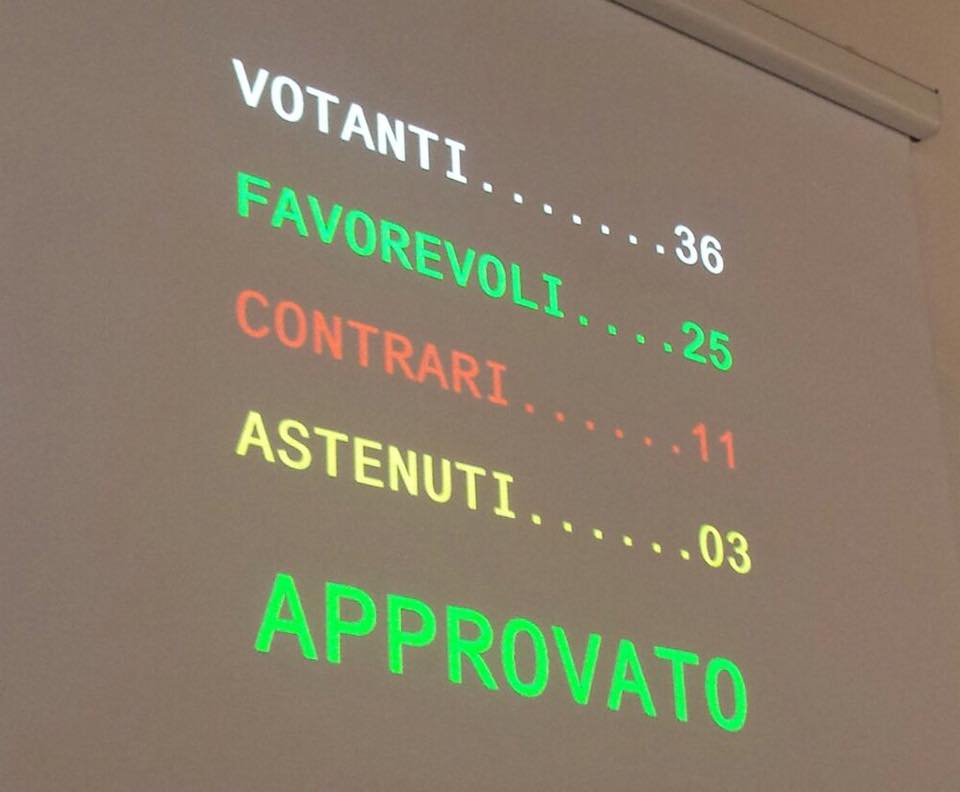 VOTANTI.......36
FAVOREVOLI....25
CONTRARI......11
ASTENUTI......03
APPROVATO